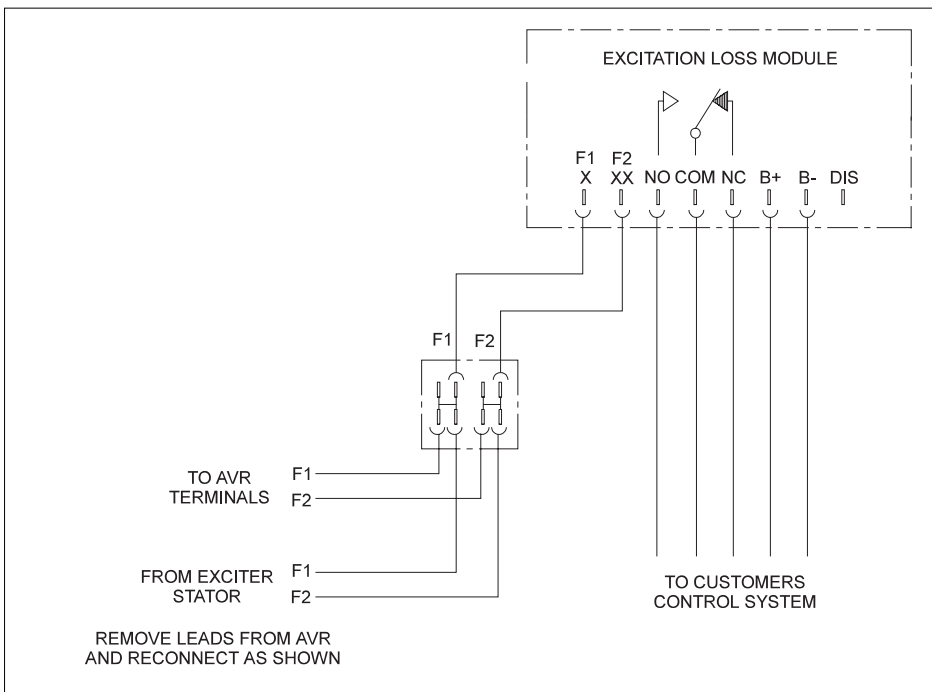 EXCITATION LOSS MODULE
F1 F2
X XX NO COM NC B+ B- DIS
F1 F2
TO AVR
TERMINALS
F1
F2
FROM EXCITER
STATOR
F1
F2
TO CUSTOMERS
CONTROL SYSTEM
REMOVE LEADS FROM AVR
AND RECONNECT AS SHOWN